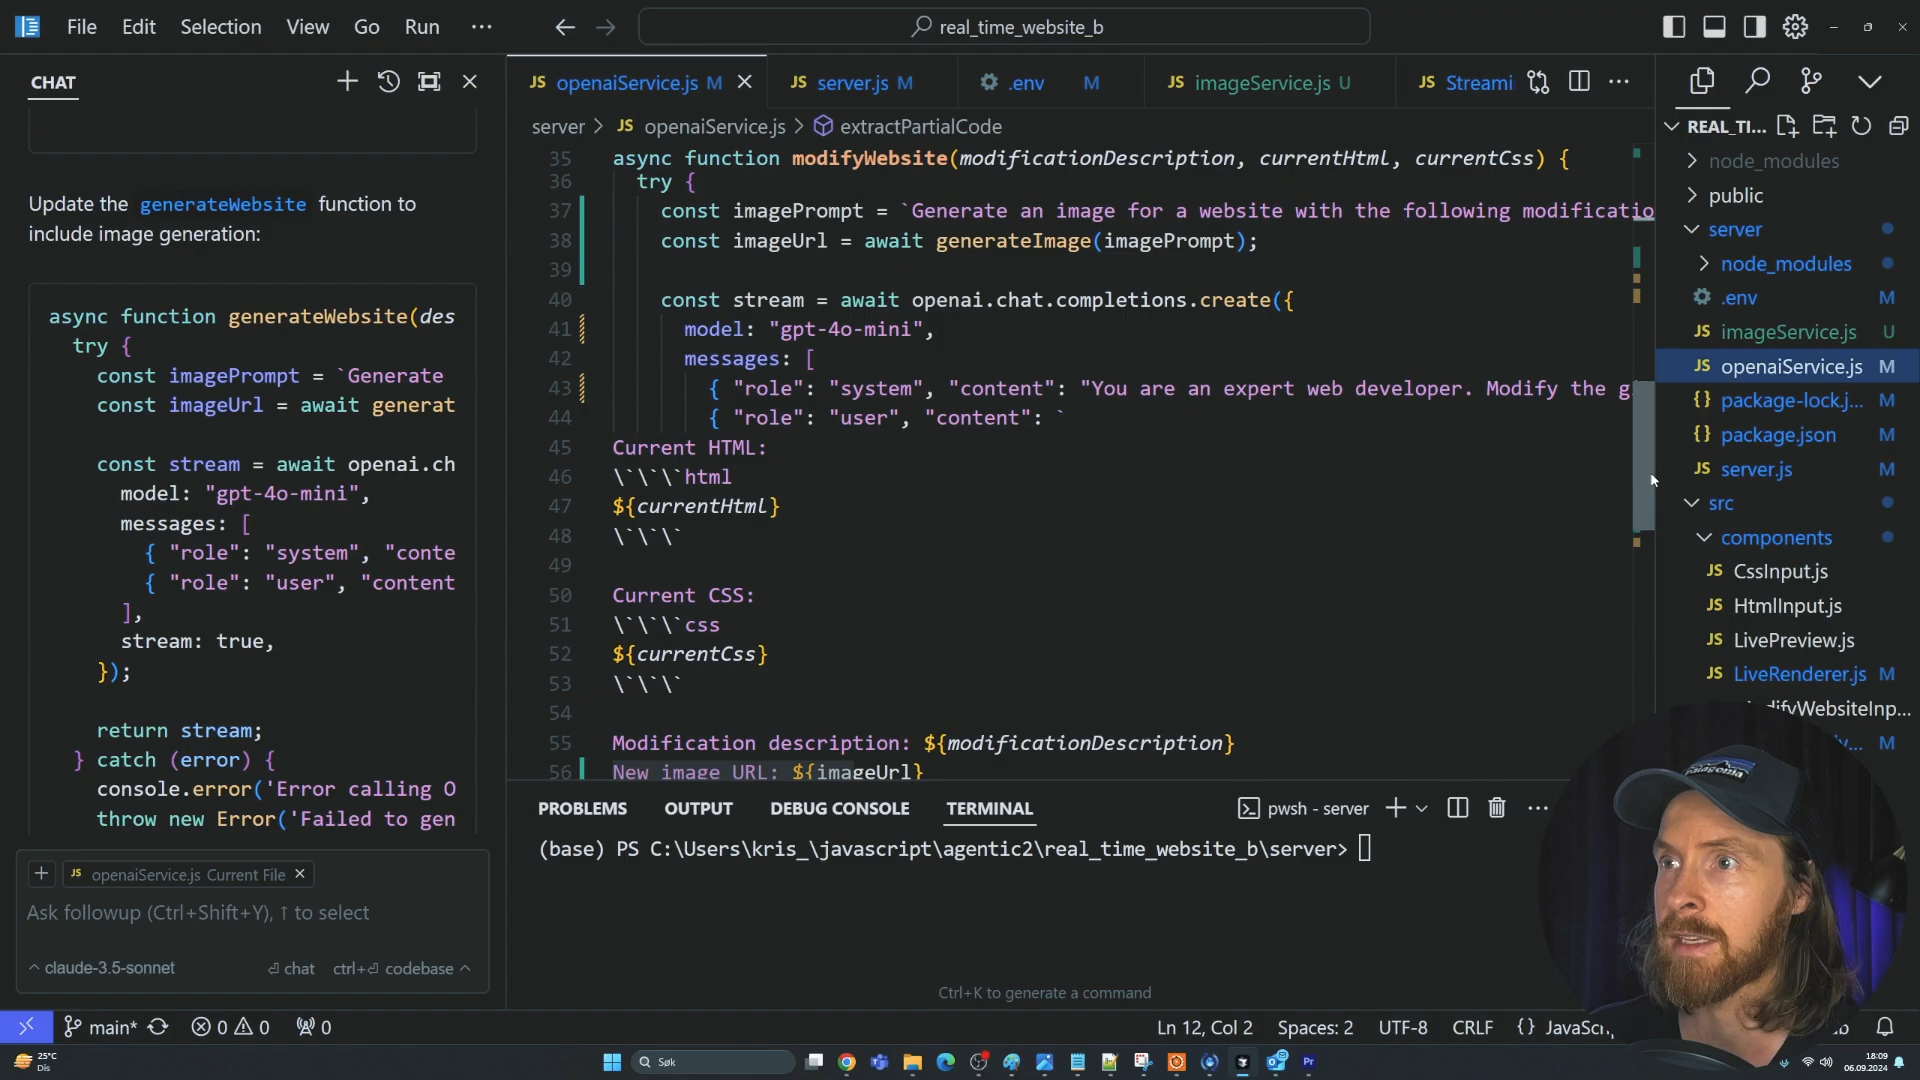 File Edit Selection View Go Run ···
real_time_website_b
CHAT
Update the generateWebsite function to
include image generation:
async function generateWebsite(des
try {
const imagePrompt = `Generate
const imageUrl = await generat
const stream = await openai.ch
model: "gpt-4o-mini",
messages: [
{ "role": "system", "conte
{ "role": "user", "content
],
stream: true,
});
return stream;
} catch (error) {
console.error('Error calling O
throw new Error('Failed to gen
JS openaiService.js Current File
Ask followup (Ctrl+Shift+Y), ↑ to select
claude-3.5-sonnet chat ctrl+⏎ codebase
JS openaiService.js M JS server.js M .env M JS imageService.js U JS Streami
server > JS openaiService.js > extractPartialCode
35 async function modifyWebsite(modificationDescription, currentHtml, currentCss) {
36 try {
37 const imagePrompt = `Generate an image for a website with the following modificatio
38 const imageUrl = await generateImage(imagePrompt);
39
40 const stream = await openai.chat.completions.create({
41 model: "gpt-4o-mini",
42 messages: [
43 { "role": "system", "content": "You are an expert web developer. Modify the g
44 { "role": "user", "content": `
45 Current HTML:
46 \`\`\`html
47 ${currentHtml}
48 \`\`\`
49
50 Current CSS:
51 \`\`\`css
52 ${currentCss}
53 \`\`\`
54
55 Modification description: ${modificationDescription}
56 New image URL: ${imageUrl}
PROBLEMS OUTPUT DEBUG CONSOLE TERMINAL
pwsh - server
(base) PS C:\Users\kris_\javascript\agentic2\real_time_website_b\server>
Ctrl+K to generate a command
REAL_TI...
node_modules
public
server
node_modules
.env M
JS imageService.js U
JS openaiService.js M
{} package-lock.j... M
{} package.json M
JS server.js M
src
components
JS CssInput.js
JS HtmlInput.js
JS LivePreview.js
JS LiveRenderer.js M
M
Patagonia
main* 0 0 0
Ln 12, Col 2 Spaces: 2 UTF-8 CRLF {} JavaScri
25°C
Dis
Søk
Pr
18:09
06.09.2024